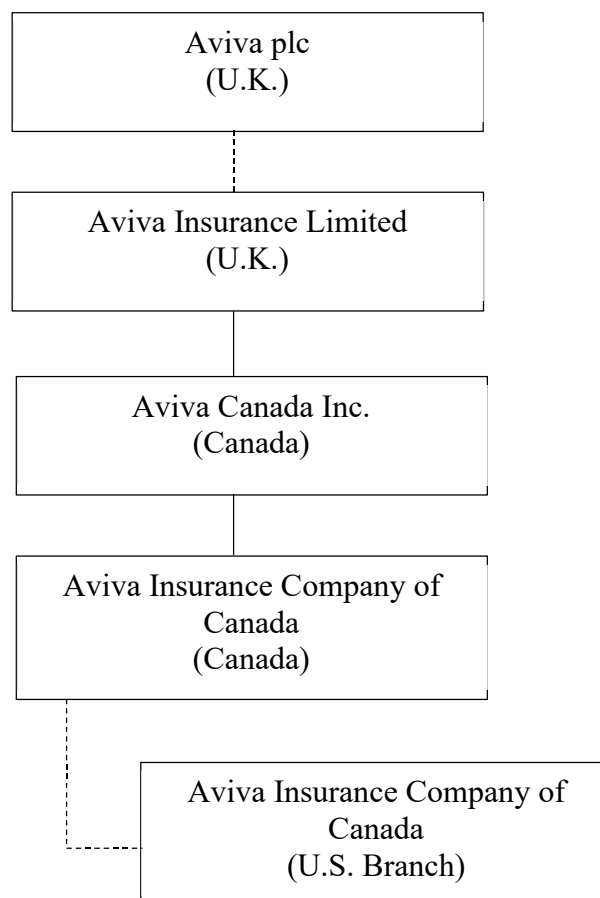 Aviva plc
(U.K.)
Aviva Insurance Limited
(U.K.)
Aviva Canada Inc.
(Canada)
Aviva Insurance Company of
Canada
(Canada)
Aviva Insurance Company of
Canada
(U.S. Branch)